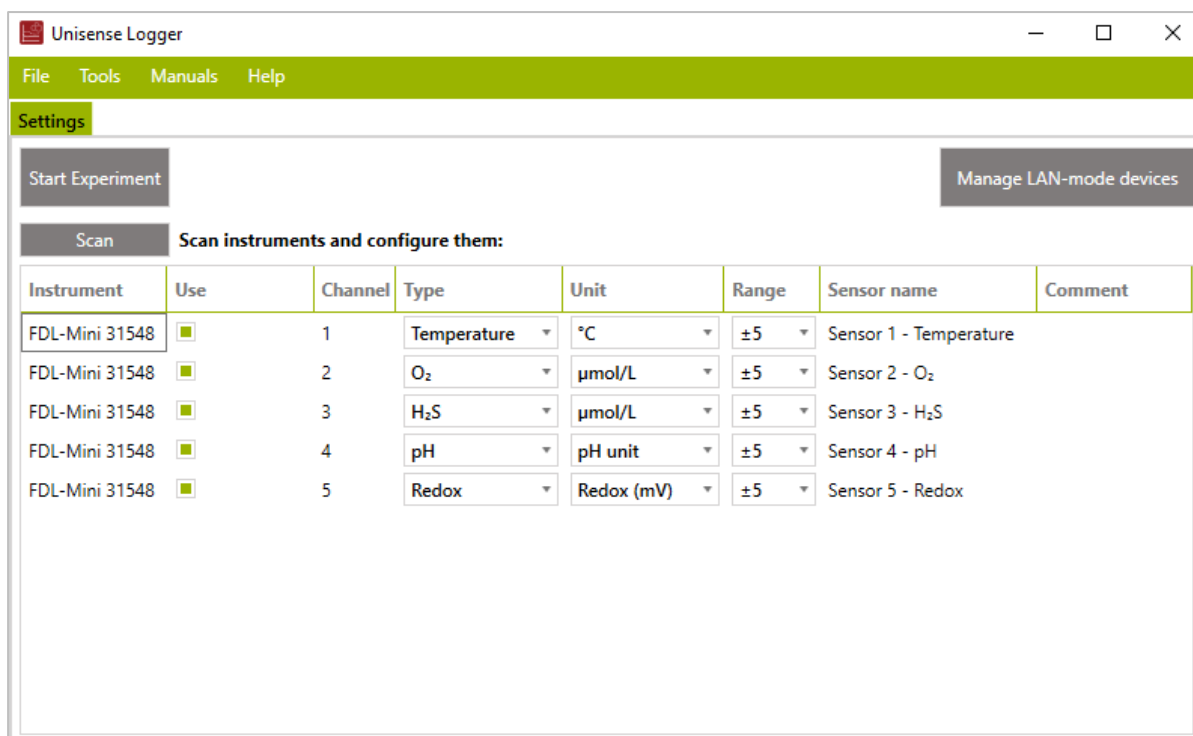 Unisense Logger
File Tools Manuals Help
Settings
Start Experiment Manage LAN-mode devices
Scan Scan instruments and configure them:
Instrument Use Channel Type Unit Range Sensor name Comment
FDL-Mini 31548 1 Temperature °C ±5 Sensor 1 - Temperature
FDL-Mini 31548 2 O₂ µmol/L ±5 Sensor 2 - O₂
FDL-Mini 31548 3 H₂S µmol/L ±5 Sensor 3 - H₂S
FDL-Mini 31548 4 pH pH unit ±5 Sensor 4 - pH
FDL-Mini 31548 5 Redox Redox (mV) ±5 Sensor 5 - Redox